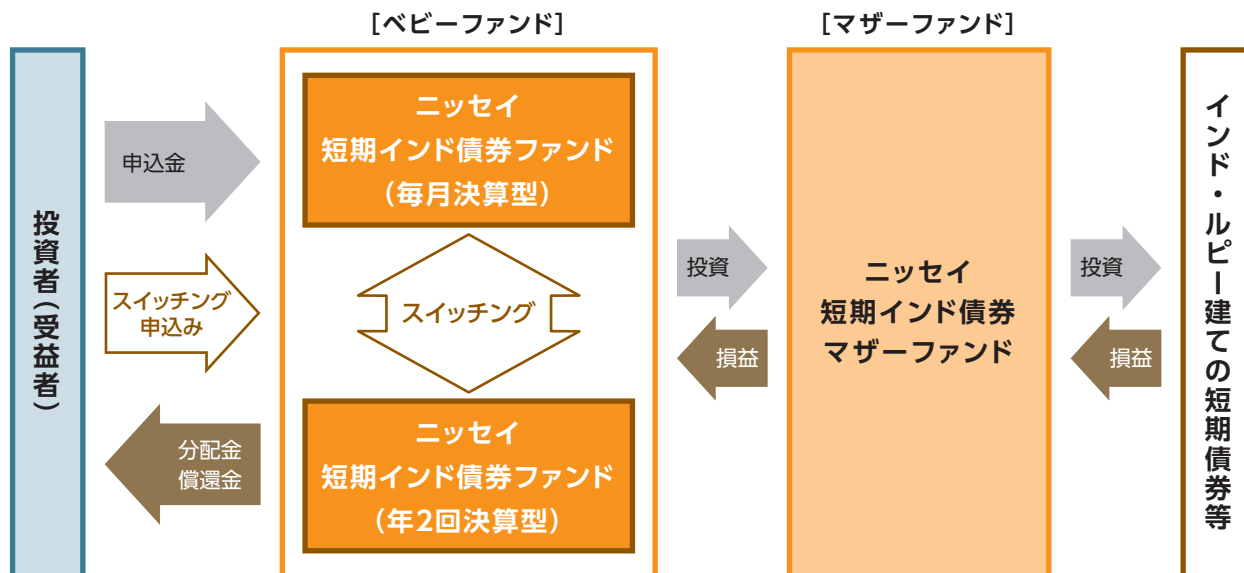 [ベビーファンド]
[マザーファンド]
投資者(受益者)
申込金
スイッチング
申込み
分配金
償還金
ニッセイ
短期インド債券ファンド
(毎月決算型)
スイッチング
ニッセイ
短期インド債券ファンド
(年2回決算型)
投資
損益
ニッセイ
短期インド債券
マザーファンド
投資
損益
インド・ルピー建ての短期債券等